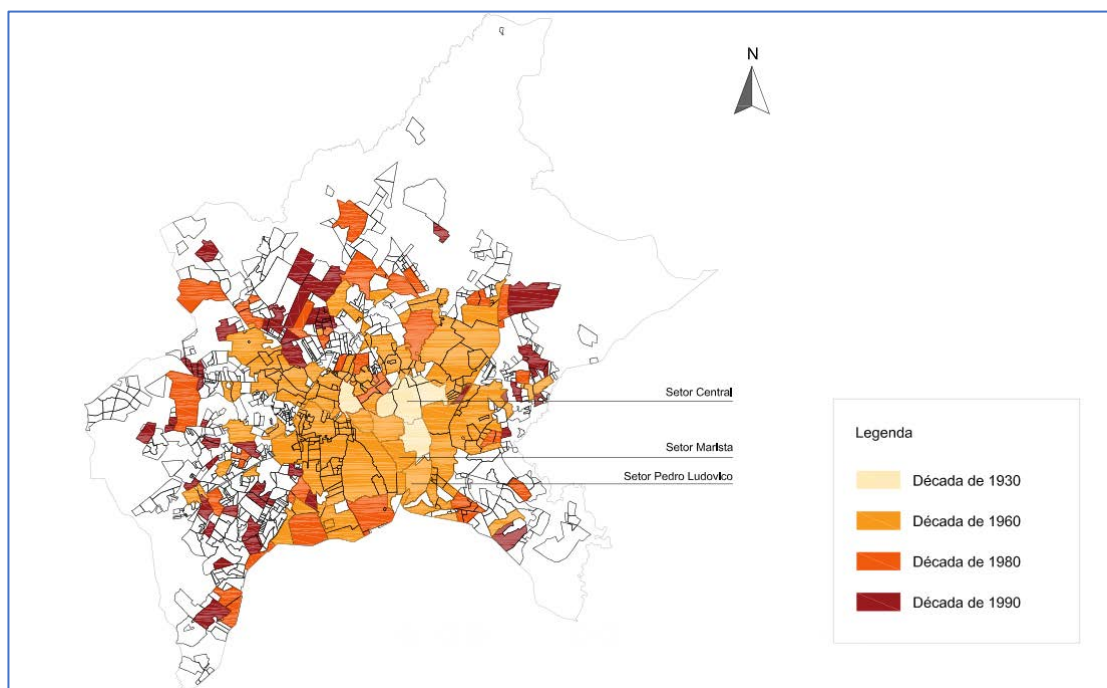 N
Setor Central
Setor Marista
Setor Pedro Ludovico
Legenda
Década de 1930
Década de 1960
Década de 1980
Década de 1990